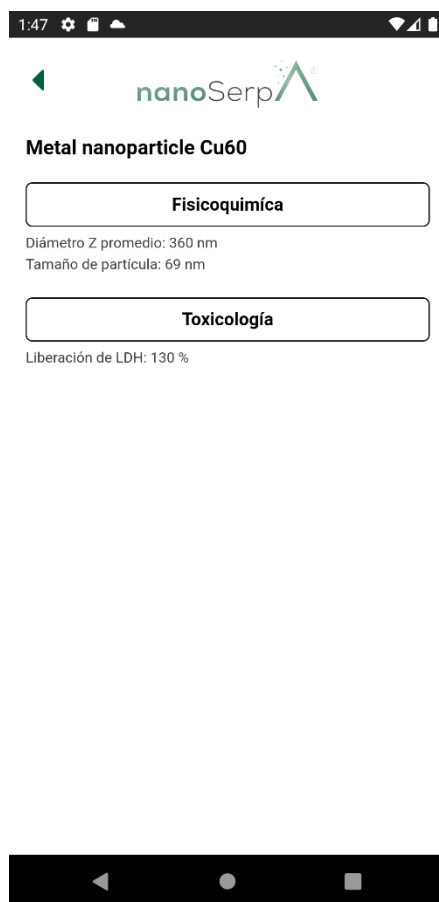 1:47
nanoSerpA®
Metal nanoparticle Cu60
Fisicoquimíca
Diámetro Z promedio: 360 nm
Tamaño de partícula: 69 nm
Toxicología
Liberación de LDH: 130 %